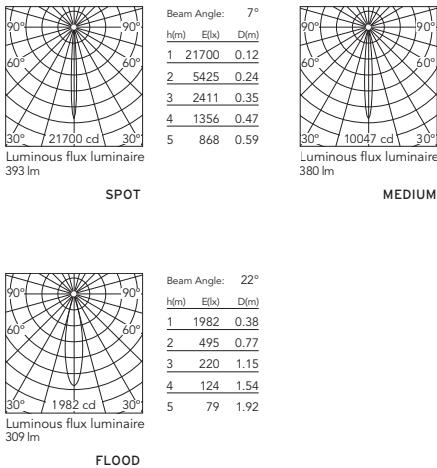 90° 90°
60° 60°
30° 21700 cd 30°
Luminous flux luminaire
393 lm
SPOT
Beam Angle: 7°
h(m) E(lx) D(m)
1 21700 0.12
2 5425 0.24
3 2411 0.35
4 1356 0.47
5 868 0.59
90° 90°
60° 60°
30° 10047 cd 30°
Luminous flux luminaire
380 lm
MEDIUM
90° 90°
60° 60°
30° 1982 cd 30°
Luminous flux luminaire
309 lm
FLOOD
Beam Angle: 22°
h(m) E(lx) D(m)
1 1982 0.38
2 495 0.77
3 220 1.15
4 124 1.54
5 79 1.92